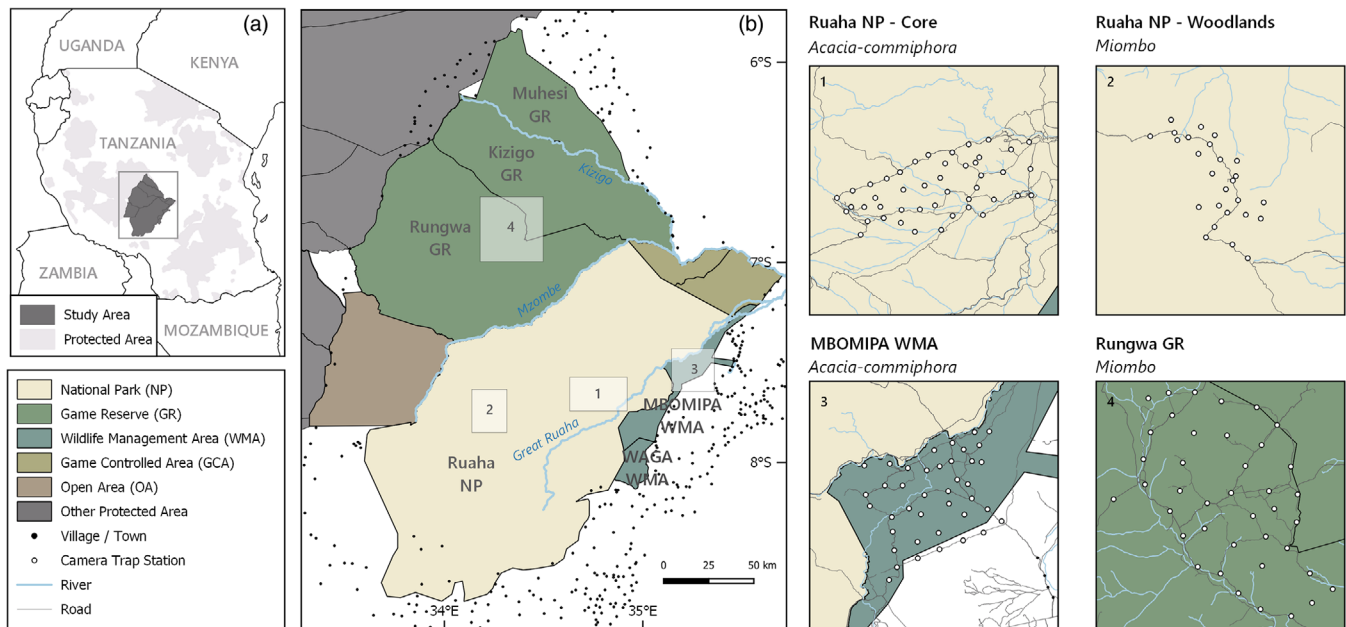 (a)
UGANDA
KENYA
TANZANIA
ZAMBIA
MOZAMBIQUE
Study Area
Protected Area
National Park (NP)
Game Reserve (GR)
Wildlife Management Area (WMA)
Game Controlled Area (GCA)
Open Area (OA)
Other Protected Area
Village / Town
Camera Trap Station
River
Road
(b)
6°S
7°S
8°S
34°E
35°E
Muhesi
GR
Kizigo
GR
Kizigo
Rungwa
GR
4
Mzombe
3
1
2
MBOMIPA
WMA
Great Ruaha
WAGA
WMA
Ruaha
NP
0 25 50 km
Ruaha NP - Core
Acacia-commiphora
1
Ruaha NP - Woodlands
Miombo
2
MBOMIPA WMA
Acacia-commiphora
3
Rungwa GR
Miombo
4